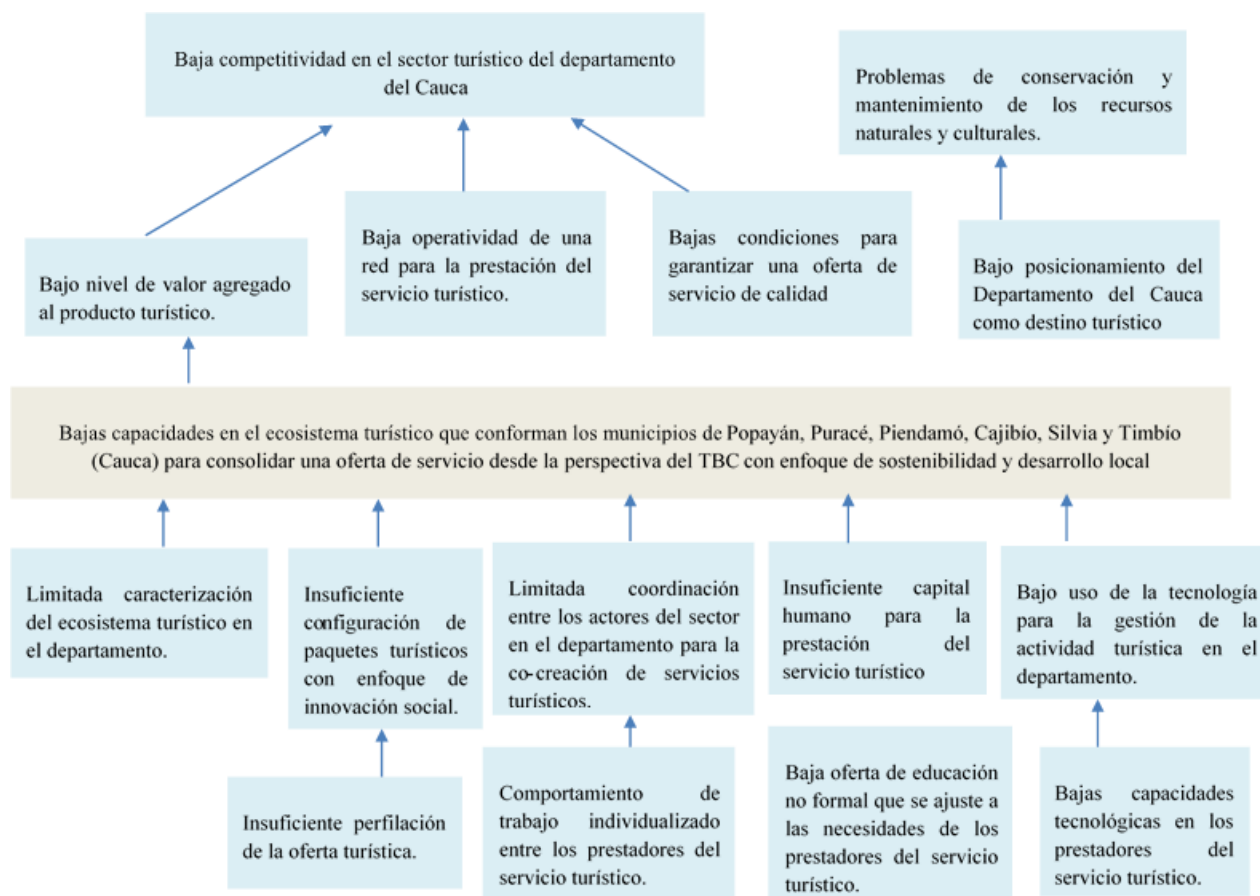 Baja competitividad en el sector turístico del departamento
del Cauca
Problemas de conservación y
mantenimiento de los recursos
naturales y culturales.
Bajo nivel de valor agregado
al producto turístico.
Baja operatividad de una
red para la prestación del
servicio turístico.
Bajas condiciones para
garantizar una oferta de
servicio de calidad
Bajo posicionamiento del
Departamento del Cauca
como destino turístico
Bajas capacidades en el ecosistema turístico que conforman los municipios de Popayán, Puracé, Piendamó, Cajibío, Silvia y Timbío
(Cauca) para consolidar una oferta de servicio desde la perspectiva del TBC con enfoque de sostenibilidad y desarrollo local
Limitada caracterización
del ecosistema turístico en
el departamento.
Insuficiente
configuración de
paquetes turísticos
con enfoque de
innovación social.
Limitada coordinación
entre los actores del sector
en el departamento para la
co-creación de servicios
turísticos.
Insuficiente capital
humano para la
prestación del
servicio turístico
Bajo uso de la tecnología
para la gestión de la
actividad turística en el
departamento.
Insuficiente perfilación
de la oferta turística.
Comportamiento de
trabajo individualizado
entre los prestadores del
servicio turístico.
Baja oferta de educación
no formal que se ajuste a
las necesidades de los
prestadores del servicio
turístico.
Bajas capacidades
tecnológicas en los
prestadores del
servicio turístico.